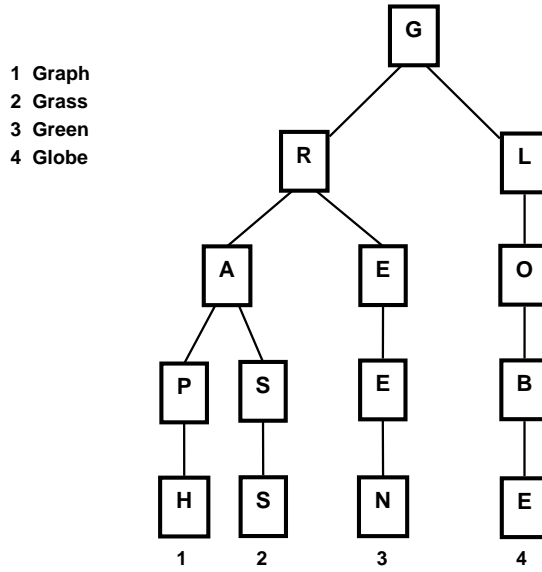 G
1 Graph
2 Grass
3 Green
4 Globe
R L
A E O
P S E B
H S N E
1 2 3 4